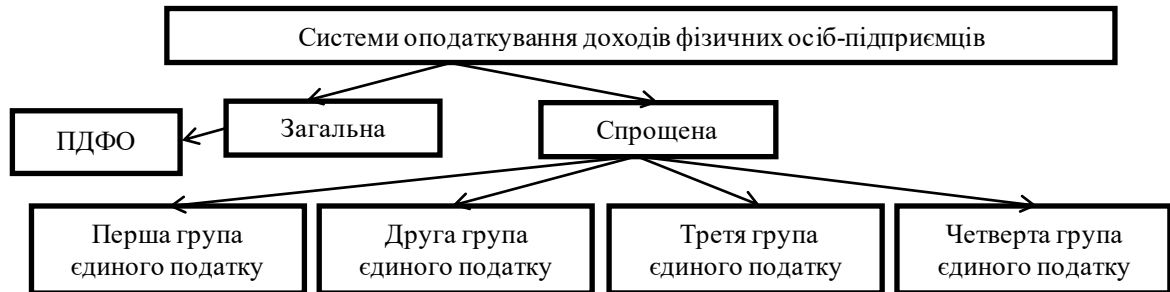 Системи оподаткування доходів фізичних осіб-підприємців
Загальна
Спрощена
ПДФО
Перша група
єдиного податку
Друга група
єдиного податку
Третя група
єдиного податку
Четверта група
єдиного податку